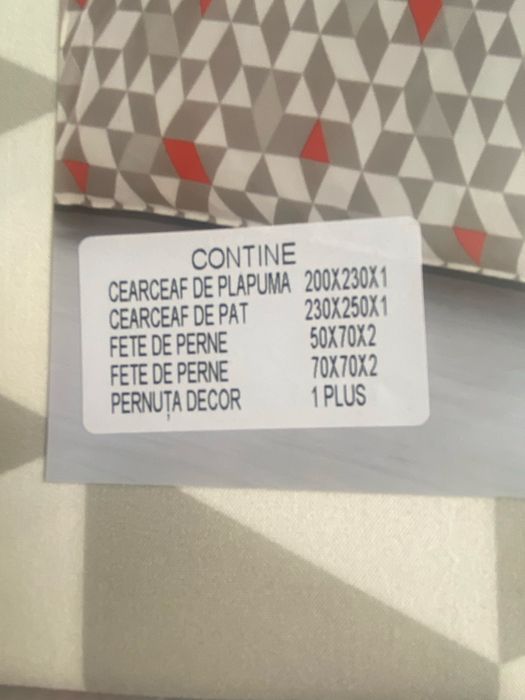 CONTINE
CEARCEAF DE PLAPUMA 200X230X1
CEARCEAF DE PAT 230X250X1
FETE DE PERNE 50X70X2
FETE DE PERNE 70X70X2
PERNUȚA DECOR 1 PLUS